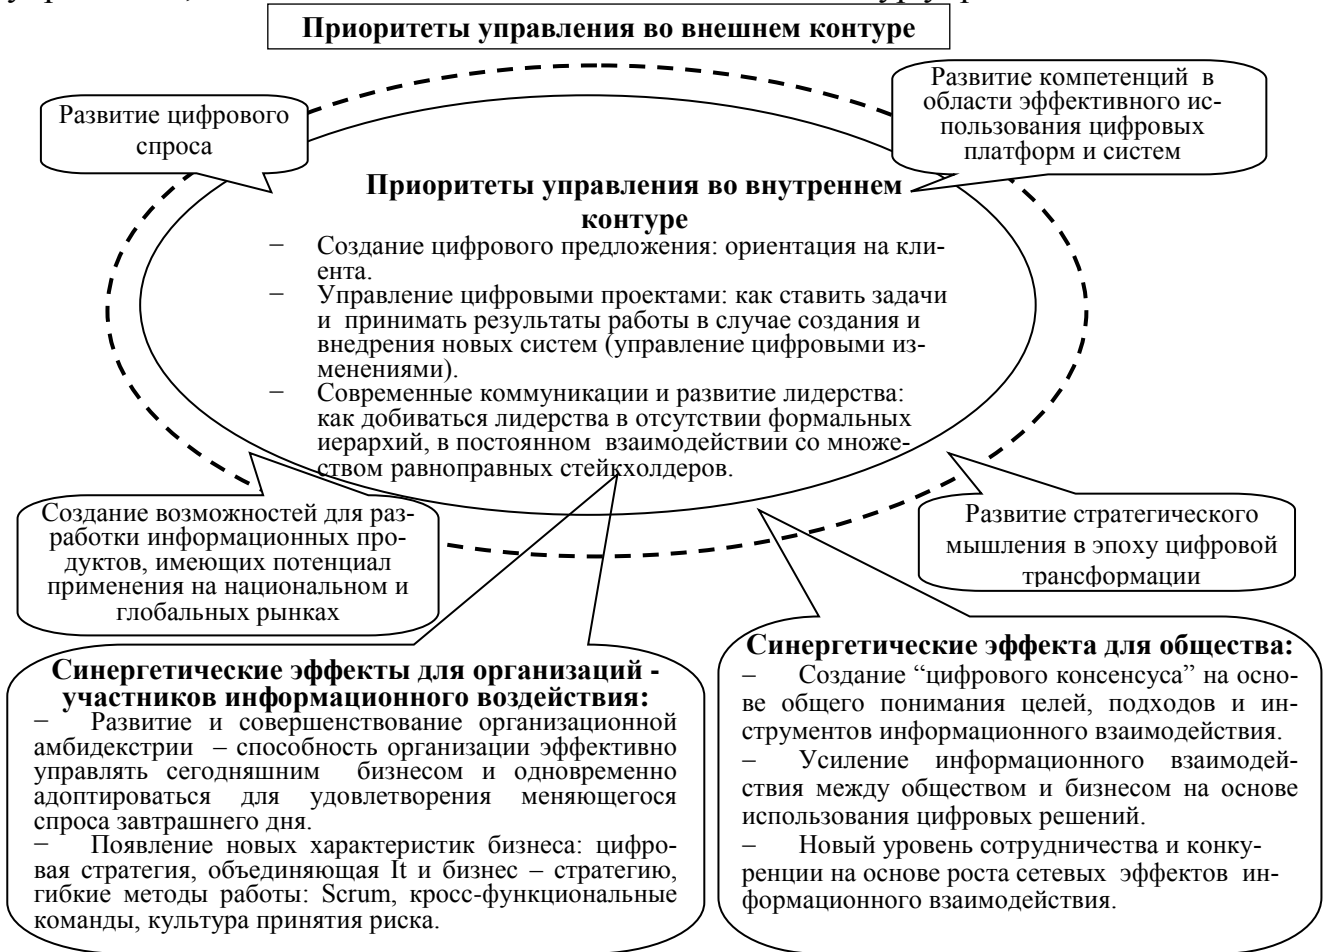 Приоритеты управления во внешнем контуре
Развитие цифрового
спроса
Развитие компетенций в
области эффективного ис-
пользования цифровых
платформ и систем
Приоритеты управления во внутреннем
контуре
– Создание цифрового предложения: ориентация на кли-
ента.
– Управление цифровыми проектами: как ставить задачи
и принимать результаты работы в случае создания и
внедрения новых систем (управление цифровыми из-
менениями).
– Современные коммуникации и развитие лидерства:
как добиваться лидерства в отсутствии формальных
иерархий, в постоянном взаимодействии со множе-
ством равноправных стейкхолдеров.
Создание возможностей для раз-
работки информационных про-
дуктов, имеющих потенциал
применения на национальном и
глобальных рынках
Развитие стратегического
мышления в эпоху цифровой
трансформации
Синергетические эффекты для организаций -
участников информационного воздействия:
– Развитие и совершенствование организационной
амбидекстрии – способность организации эффективно
управлять сегодняшним бизнесом и одновременно
адоптироваться для удовлетворения меняющегося
спроса завтрашнего дня.
– Появление новых характеристик бизнеса: цифро-
вая стратегия, объединяющая It и бизнес – стратегию,
гибкие методы работы: Scrum, кросс-функциональные
команды, культура принятия риска.
Синергетические эффекта для общества:
– Создание “цифрового консенсуса” на осно-
ве общего понимания целей, подходов и ин-
струментов информационного взаимодействия.
– Усиление информационного взаимодей-
ствия между обществом и бизнесом на основе
использования цифровых решений.
– Новый уровень сотрудничества и конку-
ренции на основе роста сетевых эффектов ин-
формационного взаимодействия.